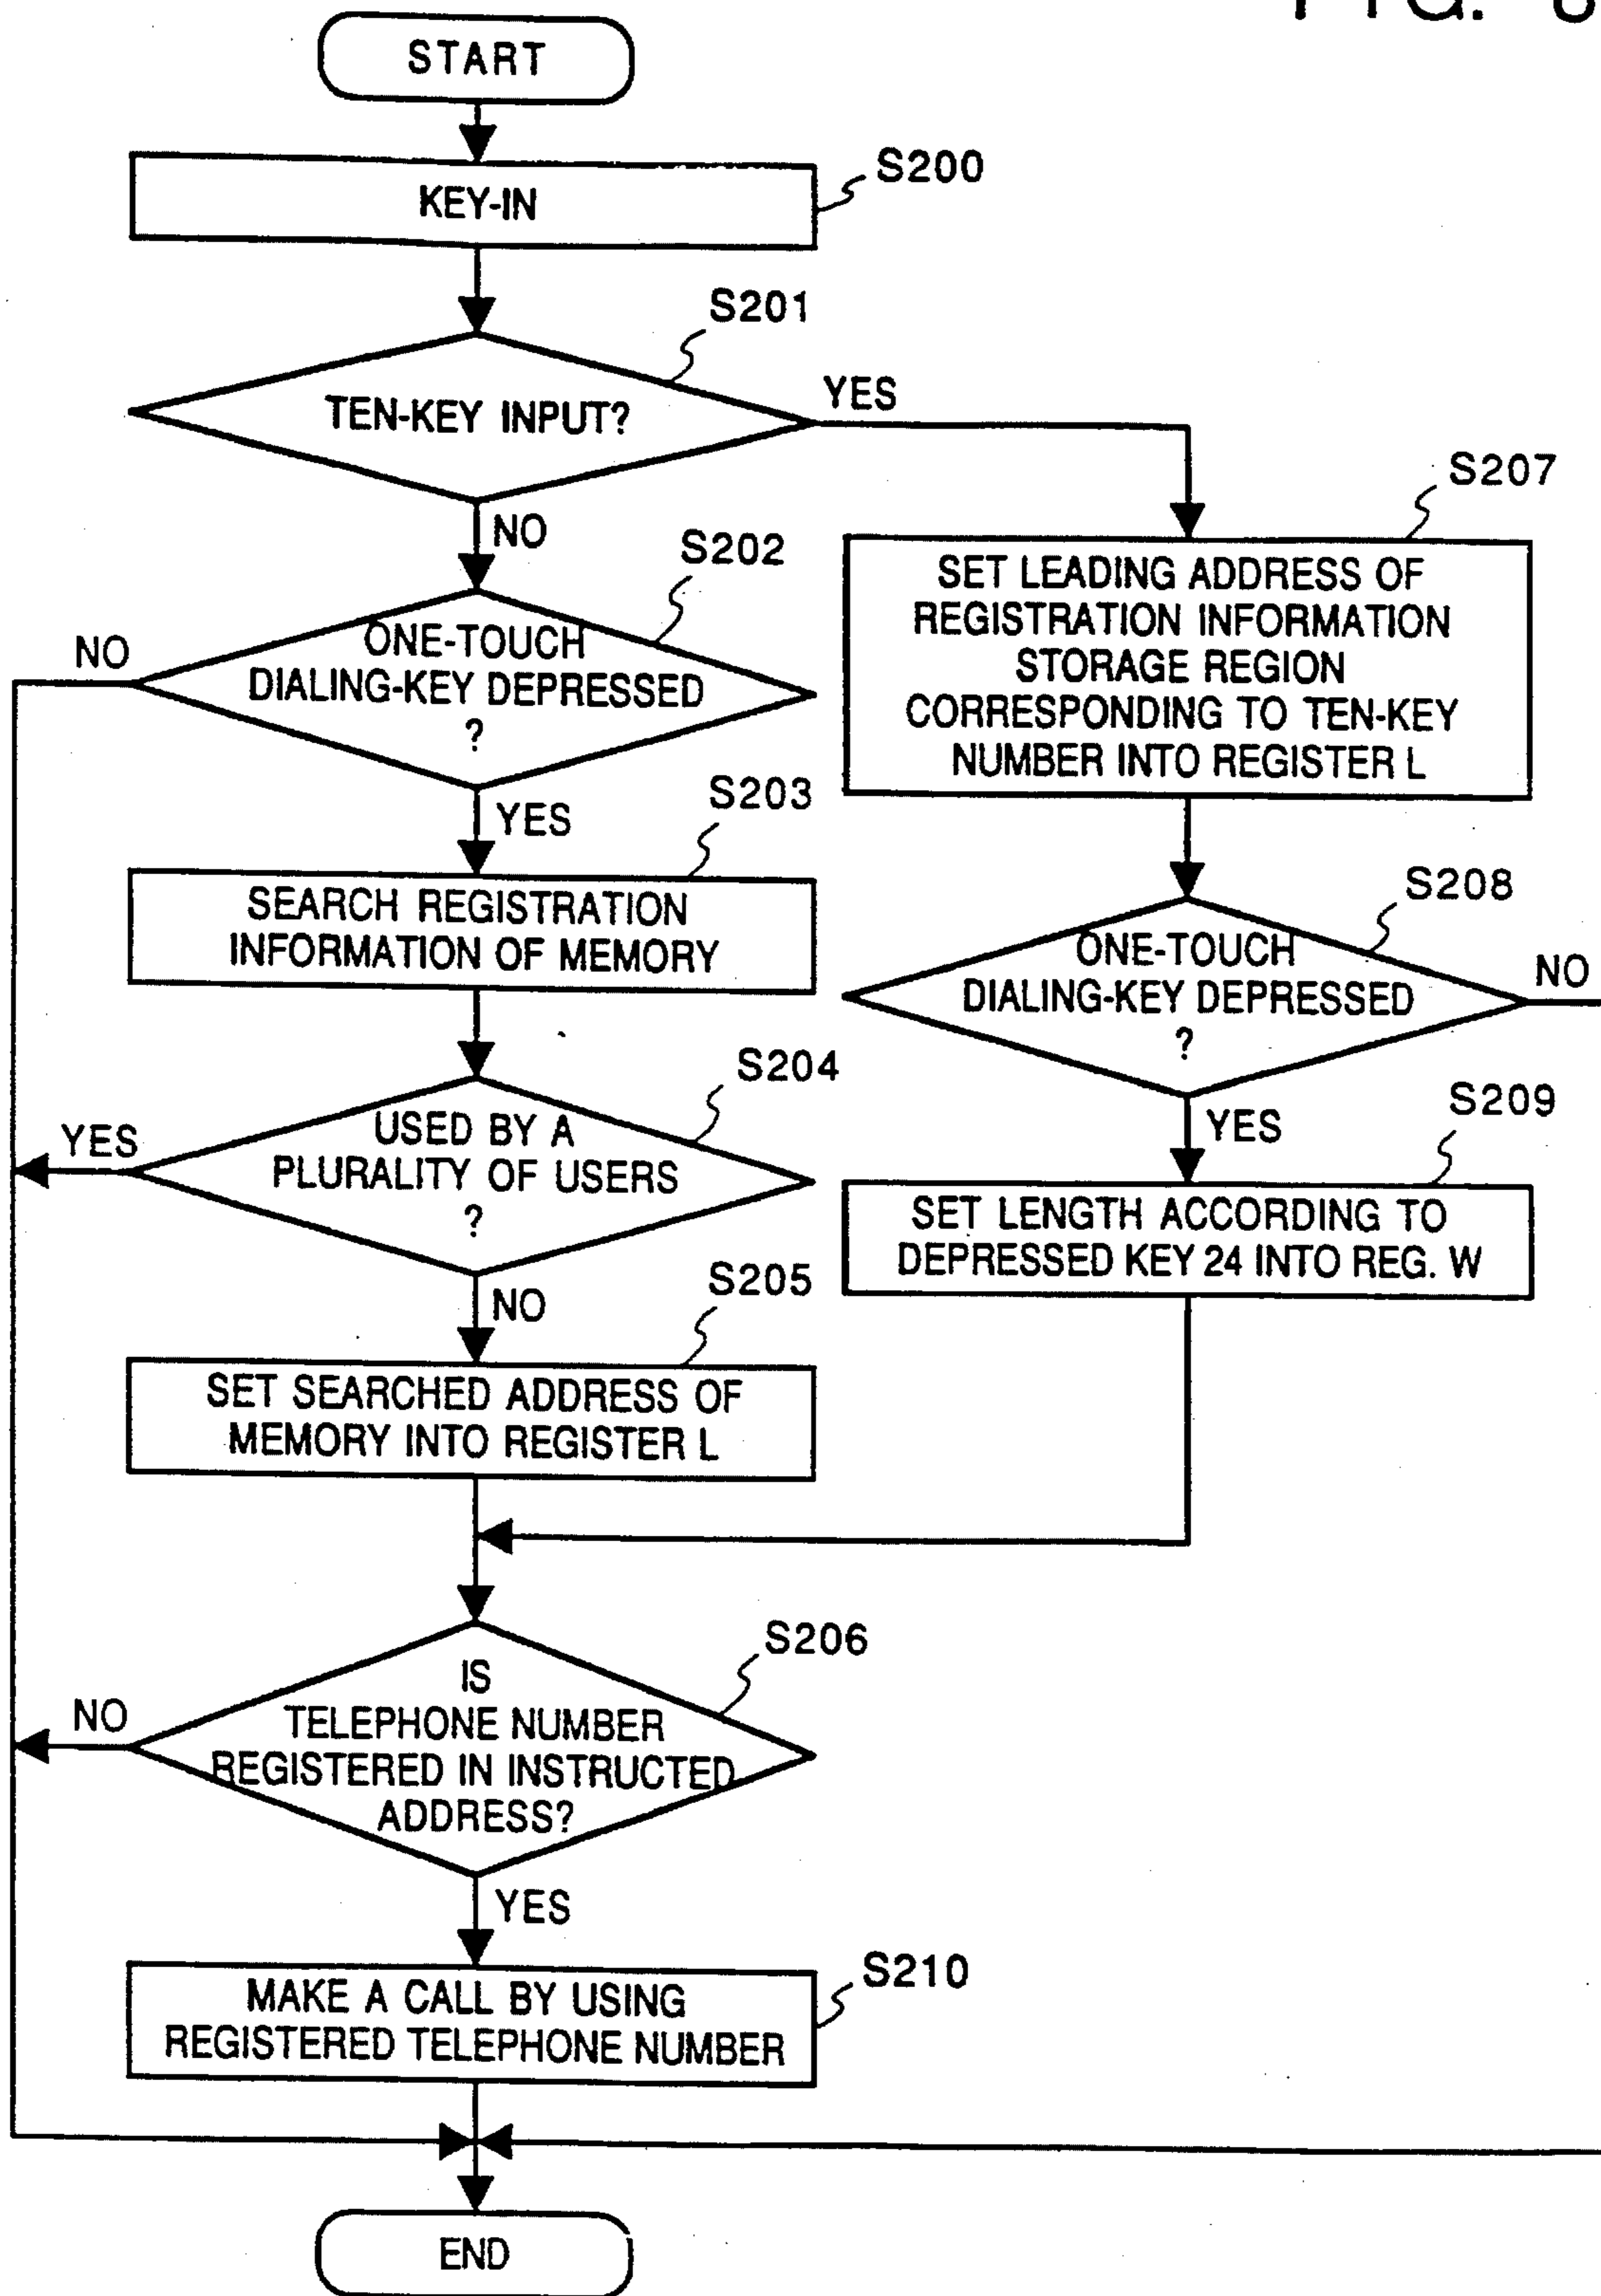 FIG.
START
KEY-IN
S200
TEN-KEY INPUT?
S201
YES
NO
ONE-TOUCH
DIALING-KEY DEPRESSED
?
S202
NO
YES
SEARCH REGISTRATION
INFORMATION OF MEMORY
S203
USED BY A
PLURALITY OF USERS
?
S204
YES
NO
SET SEARCHED ADDRESS OF
MEMORY INTO REGISTER L
S205
SET LEADING ADDRESS OF
REGISTRATION INFORMATION
STORAGE REGION
CORRESPONDING TO TEN-KEY
NUMBER INTO REGISTER L
S207
ONE-TOUCH
DIALING-KEY DEPRESSED
?
S208
NO
YES
SET LENGTH ACCORDING TO
DEPRESSED KEY 24 INTO REG. W
S209
IS
TELEPHONE NUMBER
REGISTERED IN INSTRUCTED
ADDRESS?
S206
NO
YES
MAKE A CALL BY USING
REGISTERED TELEPHONE NUMBER
S210
END